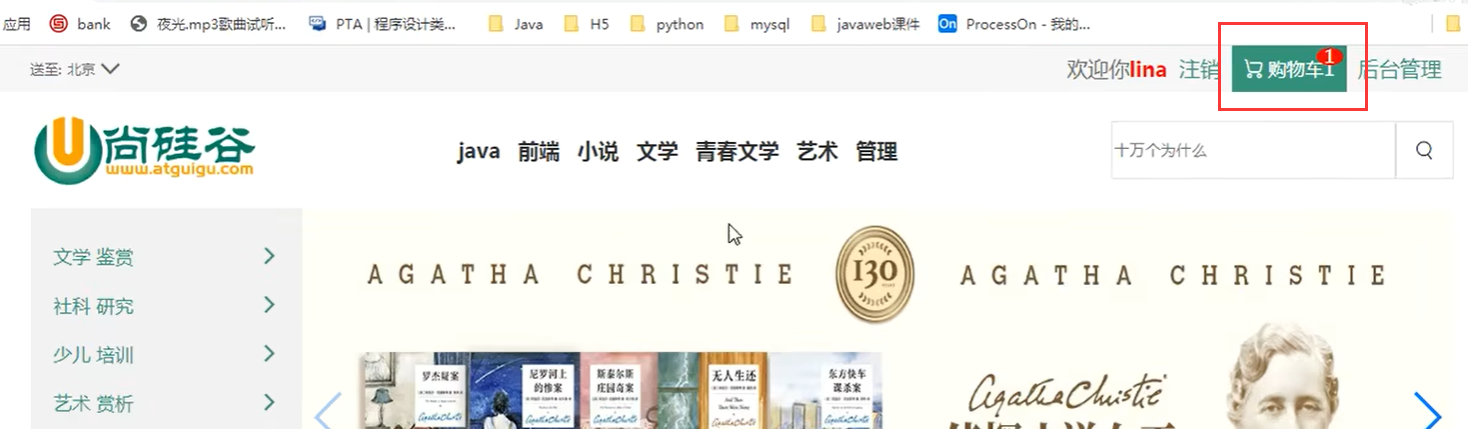 应用 bank 夜光.mp3歌曲试听... PTA | 程序设计类... Java H5 python mysql javaweb课件 On ProcessOn - 我的...
送至: 北京 欢迎你lina 注销 购物车1 1 后台管理
尚硅谷
www.atguigu.com
java 前端 小说 文学 青春文学 艺术 管理
十万个为什么
文学 鉴赏
社科 研究
少儿 培训
艺术 赏析
AGATHA CHRISTIE 130 AGATHA CHRISTIE
罗杰疑案
尼罗河上
的惨案
斯泰尔斯
庄园奇案
无人生还
东方快车
谋杀案
Agatha Christie